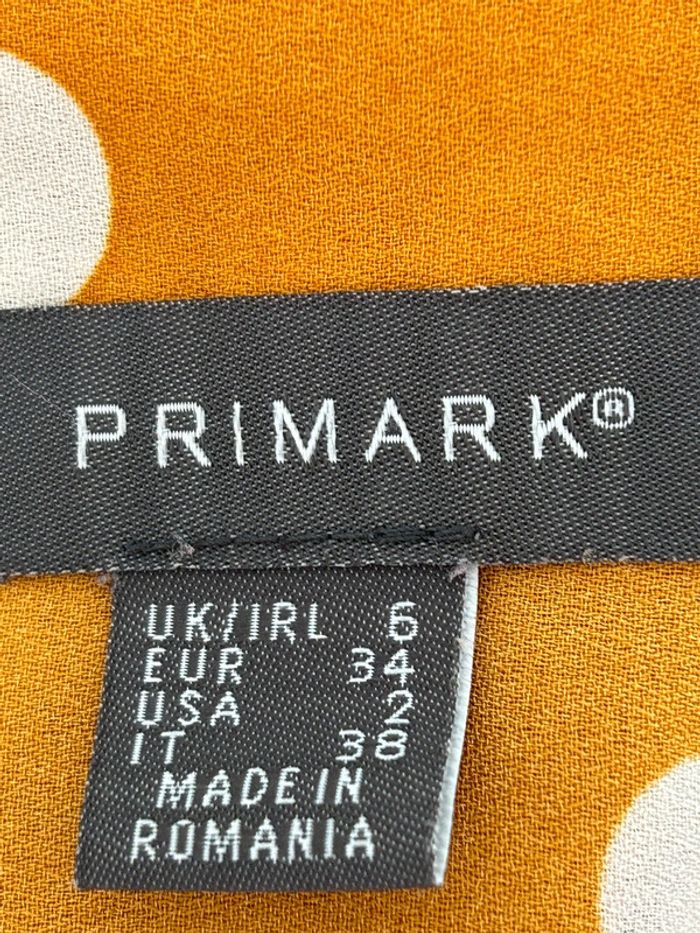 PRIMARK®
UK/IRL 6
EUR 34
USA 2
IT 38
MADE IN
ROMANIA